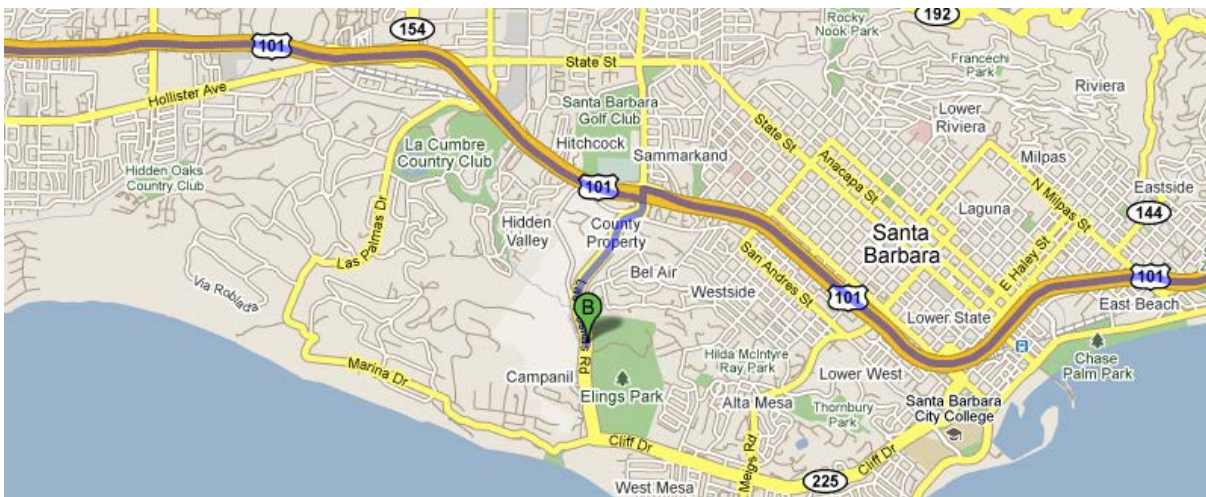 192
154
Rocky
Nook Park
101
State St
Franceschi
Park
Riviera
Hollister Ave
Santa Barbara
Golf Club
Lower
Riviera
La Cumbre
Country Club
Hitchcock
State St
Sammarkand
Anacapa St
Milpas
Hidden Oaks
Country Club
101
N Milpas St
Eastside
Las Palmas Dr
Hidden
Valley
County
Property
Laguna
144
Santa
Barbara
E Haley St
San Andres St
Bel Air
Via Roblada
Westside
101
101
East Beach
B
Rd
Lower State
Marina Dr
Campanil
Elings Park
Hilda McIntyre
Ray Park
Lower West
Chase
Palm Park
Alta Mesa
Thornbury
Park
Santa Barbara
City College
Cliff Dr
Meigs Rd
Cliff Dr
225
West Mesa